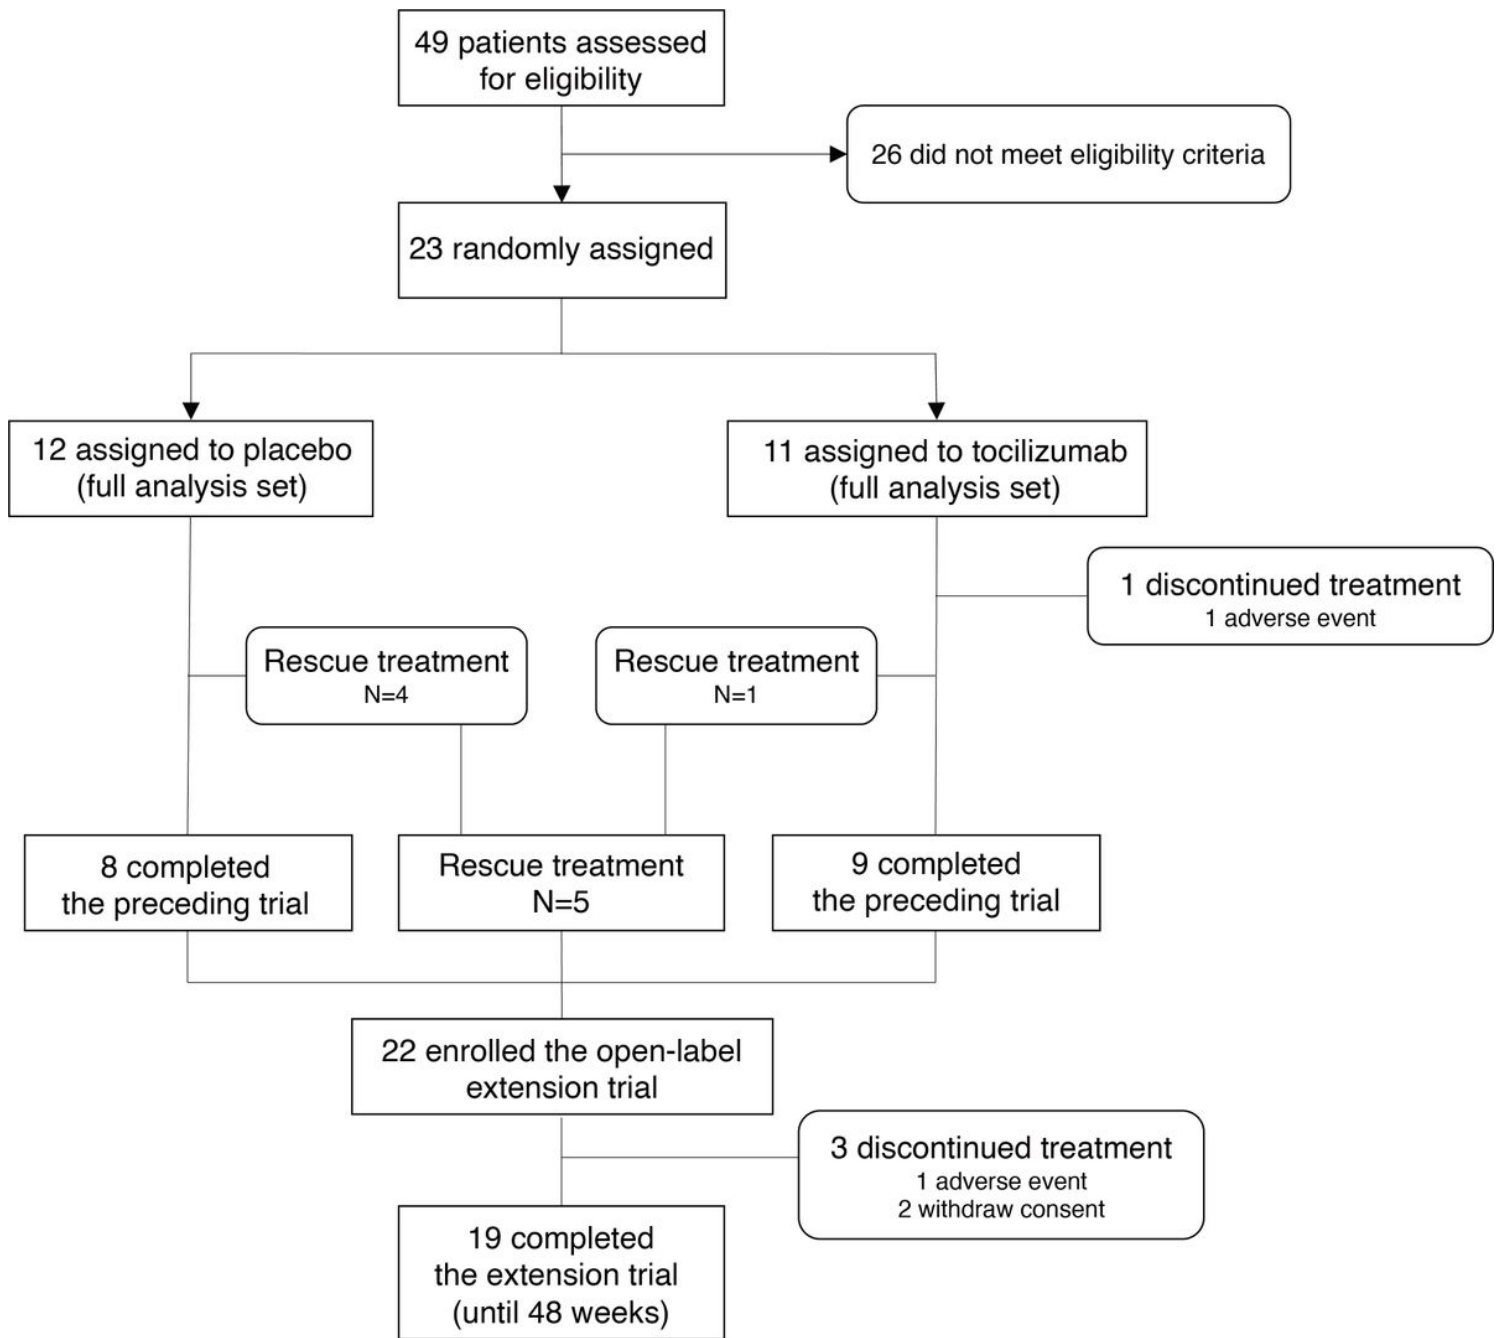 49 patients assessed
for eligibility
26 did not meet eligibility criteria
23 randomly assigned
12 assigned to placebo
(full analysis set)
11 assigned to tocilizumab
(full analysis set)
1 discontinued treatment
1 adverse event
Rescue treatment
N=4
Rescue treatment
N=1
8 completed
the preceding trial
Rescue treatment
N=5
9 completed
the preceding trial
22 enrolled the open-label
extension trial
3 discontinued treatment
1 adverse event
2 withdraw consent
19 completed
the extension trial
(until 48 weeks)